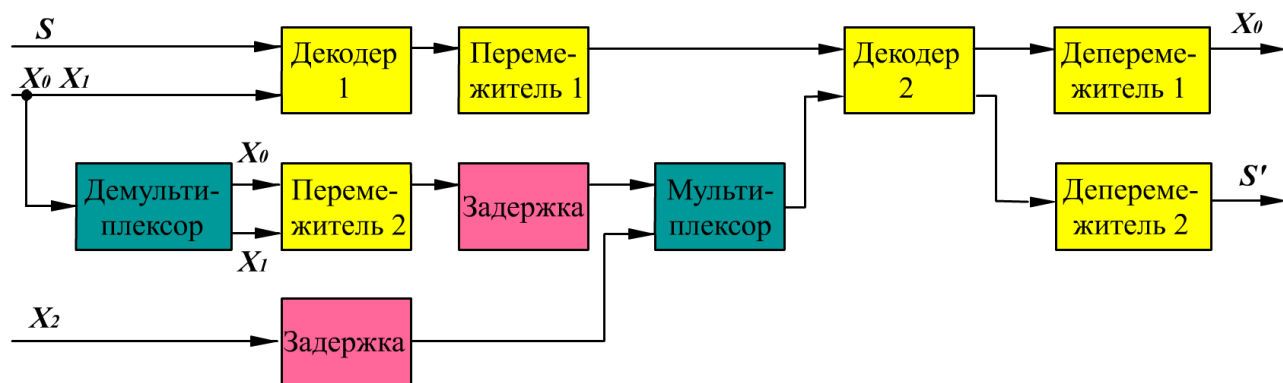 S
X₀ X₁
Декодер
1
Переме-
житель 1
Декодер
2
Депереме-
житель 1
X₀
Демульти-
плексор
X₀
X₁
Переме-
житель 2
Задержка
Мульти-
плексор
Депереме-
житель 2
S'
X₂
Задержка